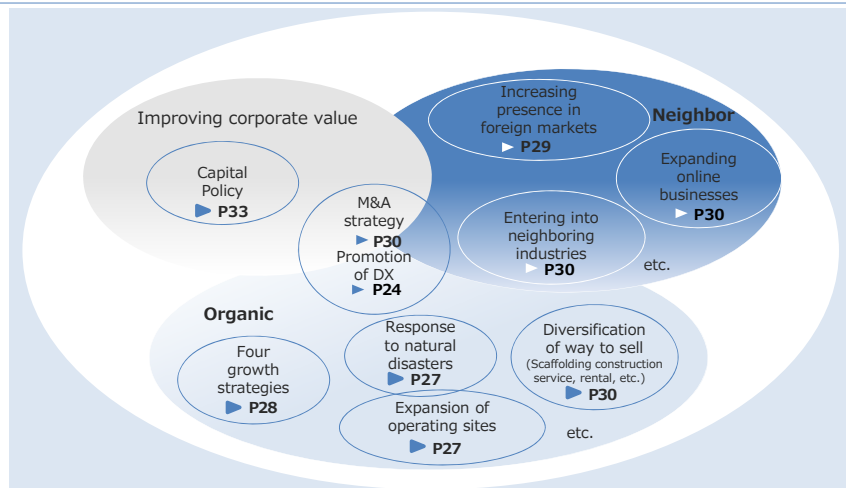 Improving corporate value
Capital
Policy
▶ P33
Increasing
presence in
foreign markets
▶ P29
Neighbor
Expanding
online
businesses
▶ P30
M&A
strategy
▶ P30
Promotion
of DX
▶ P24
Entering into
neighboring
industries
▶ P30
etc.
Organic
Four
growth
strategies
▶ P28
Response
to natural
disasters
▶ P27
Diversification
of way to sell
(Scaffolding construction
service, rental, etc.)
▶ P30
Expansion of
operating sites
▶ P27
etc.